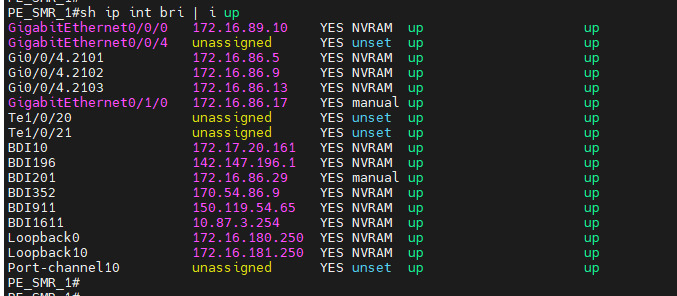 PE_SMR_1#sh ip int bri | i up
GigabitEthernet0/0/0 172.16.89.10 YES NVRAM up up
GigabitEthernet0/0/4 unassigned YES unset up up
Gi0/0/4.2101 172.16.86.5 YES NVRAM up up
Gi0/0/4.2102 172.16.86.9 YES NVRAM up up
Gi0/0/4.2103 172.16.86.13 YES NVRAM up up
GigabitEthernet0/1/0 172.16.86.17 YES manual up up
Te1/0/20 unassigned YES unset up up
Te1/0/21 unassigned YES unset up up
BDI10 172.17.20.161 YES NVRAM up up
BDI196 142.147.196.1 YES NVRAM up up
BDI201 172.16.86.29 YES manual up up
BDI352 170.54.86.9 YES NVRAM up up
BDI911 150.119.54.65 YES NVRAM up up
BDI1611 10.87.3.254 YES NVRAM up up
Loopback0 172.16.180.250 YES NVRAM up up
Loopback10 172.16.181.250 YES NVRAM up up
Port-channel10 unassigned YES unset up up
PE_SMR_1#
PE_SMR_1#